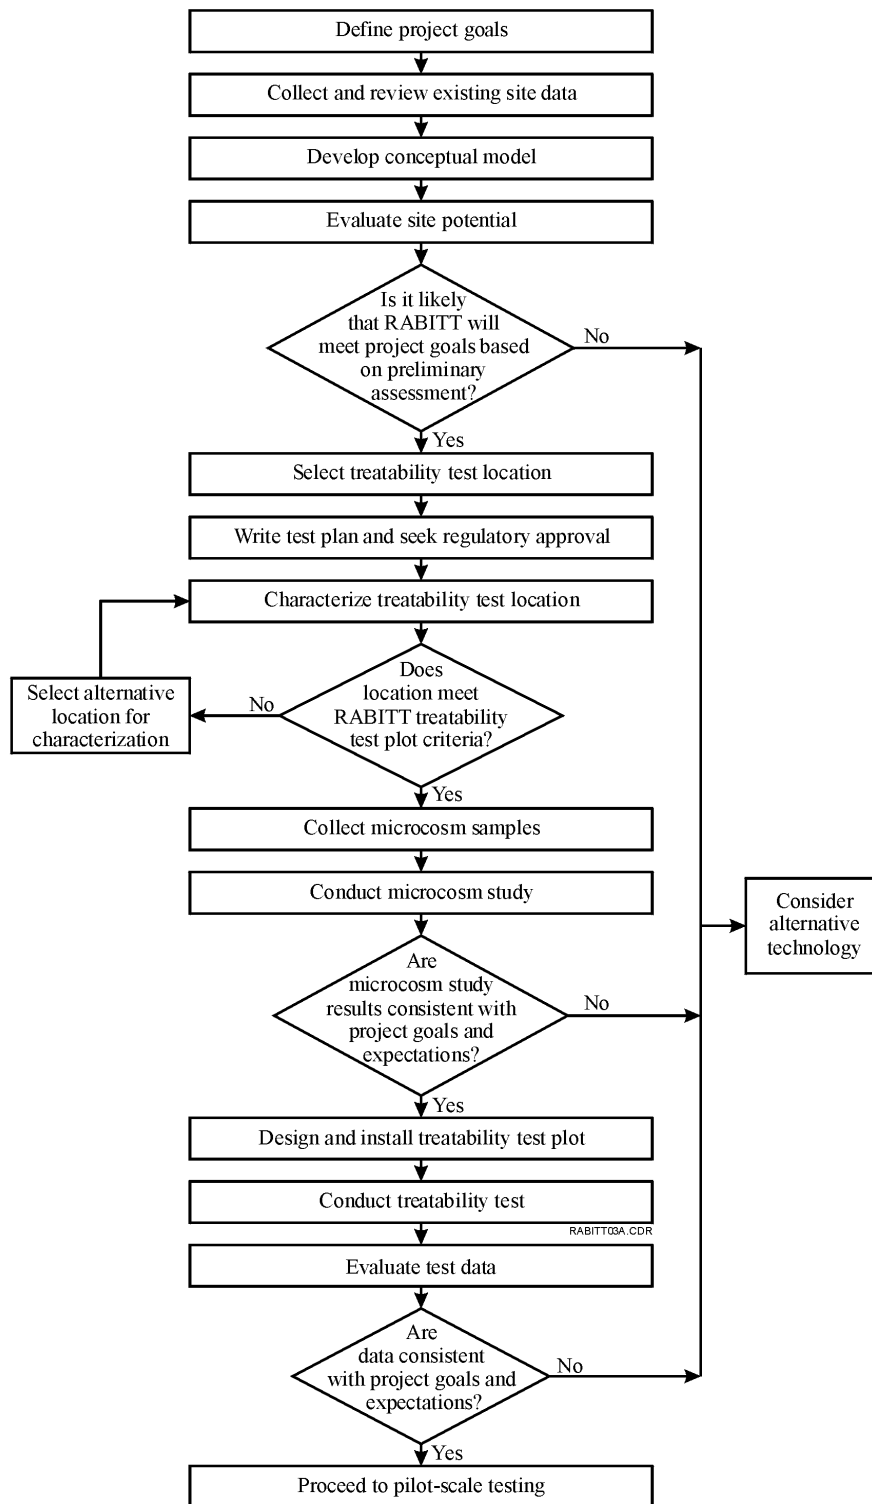 Define project goals
Collect and review existing site data
Develop conceptual model
Evaluate site potential
Is it likely
that RABITT will
meet project goals based
on preliminary
assessment?
No
Yes
Select treatability test location
Write test plan and seek regulatory approval
Characterize treatability test location
Does
location meet
RABITT treatability
test plot criteria?
No
Select alternative
location for
characterization
Yes
Collect microcosm samples
Conduct microcosm study
Consider
alternative
technology
Are
microcosm study
results consistent with
project goals and
expectations?
No
Yes
Design and install treatability test plot
Conduct treatability test
RABITT03A.CDR
Evaluate test data
Are
data consistent
with project goals and
expectations?
No
Yes
Proceed to pilot-scale testing